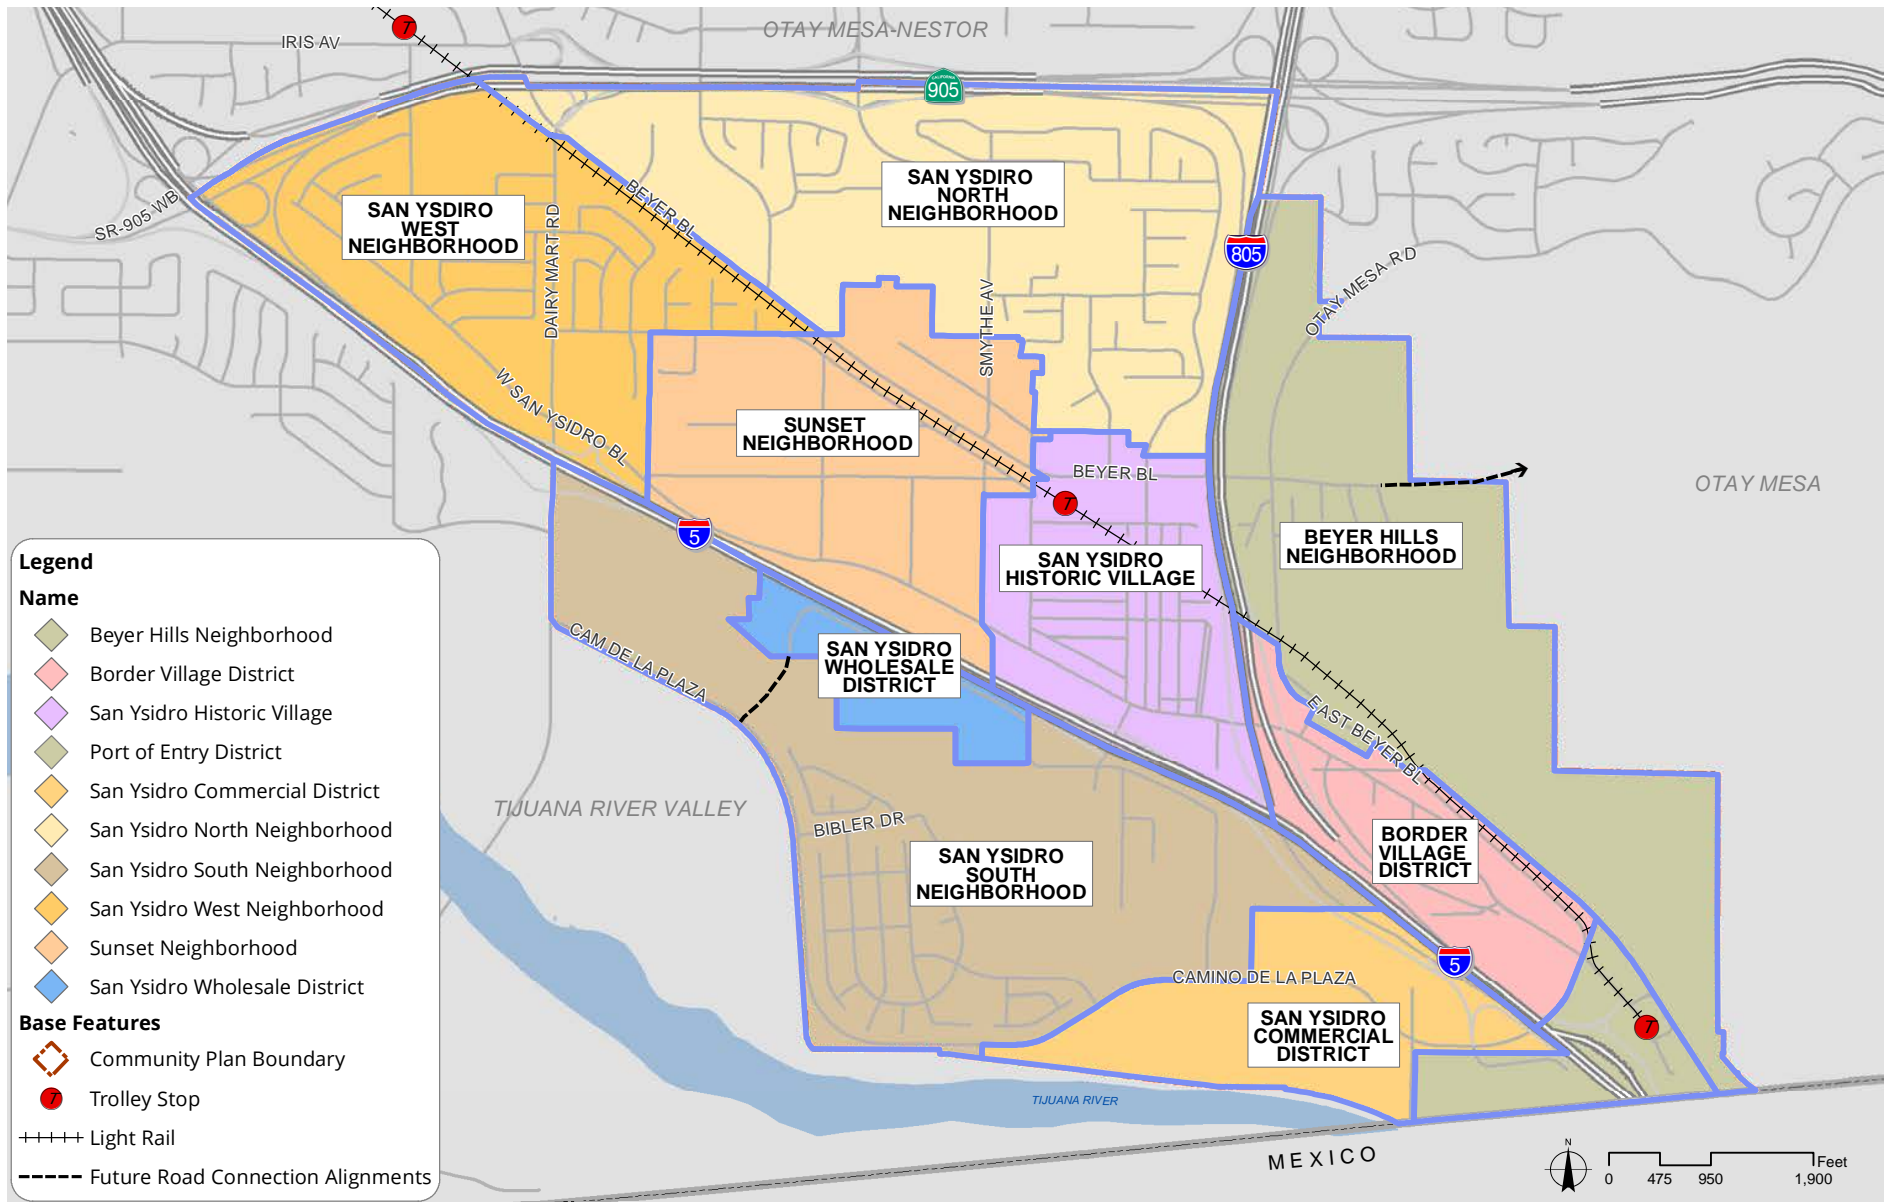 OTAY MESA-NESTOR
IRIS AV
CALIFORNIA
905
SR-905 WB
SAN YSDIRO
WEST
NEIGHBORHOOD
DAIRY MART RD
BEYER BL
SAN YSDIRO
NORTH
NEIGHBORHOOD
805
OTAY MESA RD
SMYTHE AV
W SAN YSIDRO BL
SUNSET
NEIGHBORHOOD
BEYER BL
OTAY MESA
5
SAN YSIDRO
HISTORIC VILLAGE
BEYER HILLS
NEIGHBORHOOD
CAM DE LA PLAZA
SAN YSIDRO
WHOLESALE
DISTRICT
EAST BEYER BL
TIJUANA RIVER VALLEY
BIBLER DR
SAN YSIDRO
SOUTH
NEIGHBORHOOD
BORDER
VILLAGE
DISTRICT
5
CAMINO DE LA PLAZA
SAN YSIDRO
COMMERCIAL
DISTRICT
TIJUANA RIVER
MEXICO
T
T
T
Legend
Name
Beyer Hills Neighborhood
Border Village District
San Ysidro Historic Village
Port of Entry District
San Ysidro Commercial District
San Ysidro North Neighborhood
San Ysidro South Neighborhood
San Ysidro West Neighborhood
Sunset Neighborhood
San Ysidro Wholesale District
Base Features
Community Plan Boundary
T Trolley Stop
Light Rail
Future Road Connection Alignments
N
Feet
0 475 950 1,900